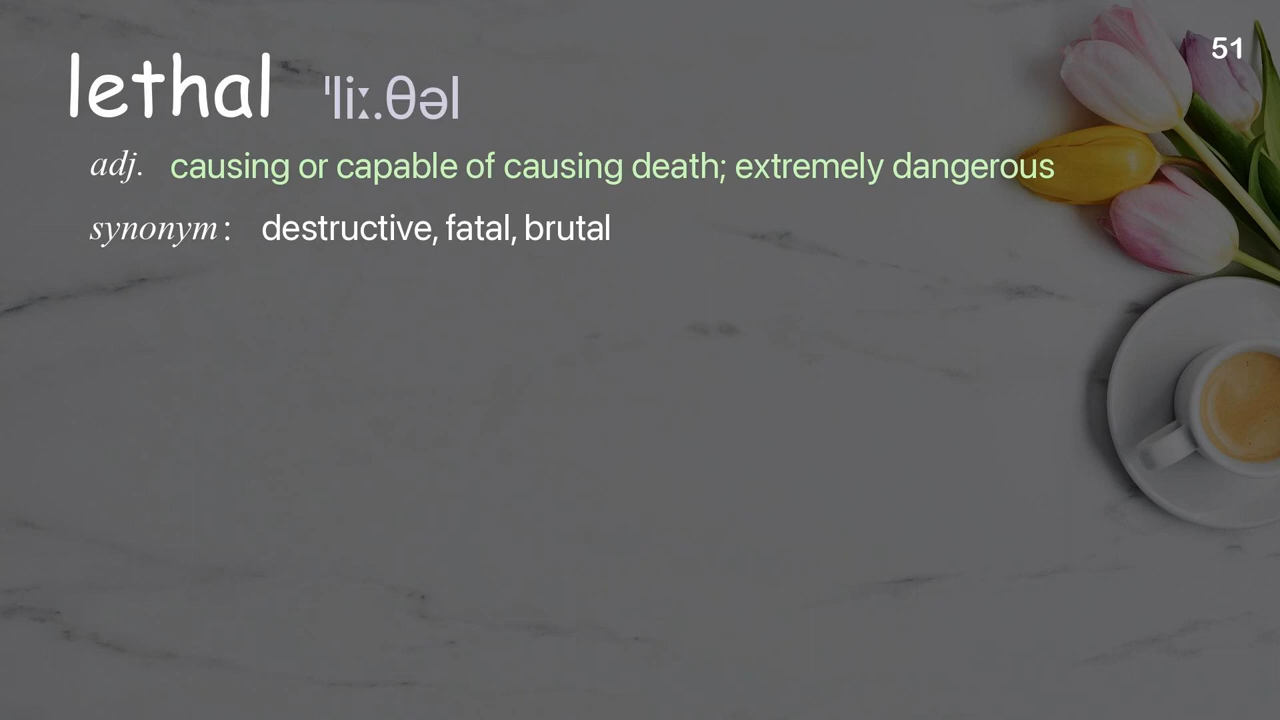 51
lethal ˈliː.θəl
adj. causing or capable of causing death; extremely dangerous
synonym: destructive, fatal, brutal